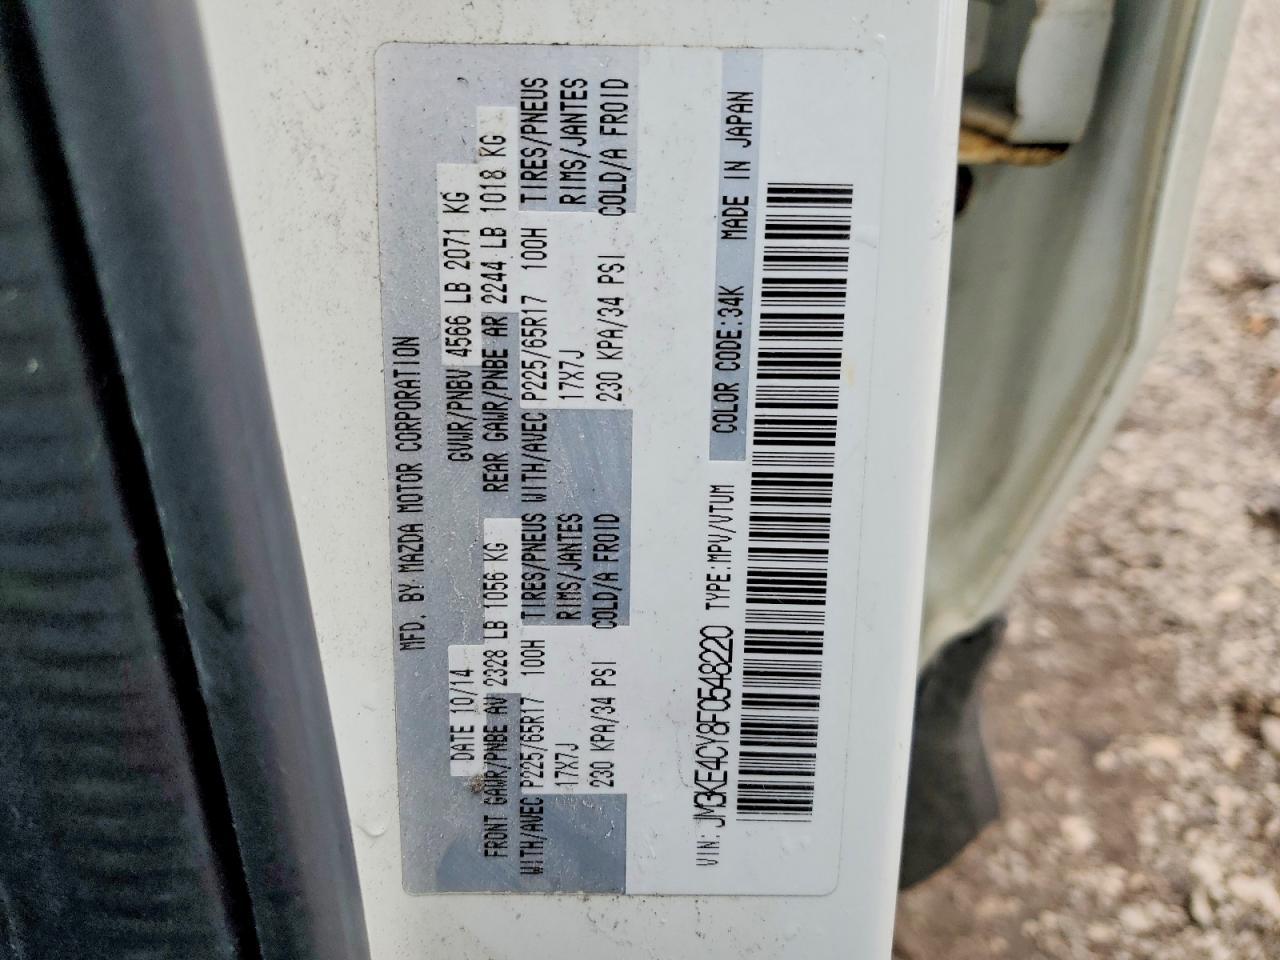 MFD. BY MAZDA MOTOR CORPORATION
DATE 10/14 GVWR/PNBV 4566 LB 2071 KG
FRONT GAWR/PNBE AV 2328 LB 1056 KG REAR GAWR/PNBE AR 2244 LB 1018 KG
WITH/AVEC P225/65R17 100H TIRES/PNEUS WITH/AVEC P225/65R17 100H TIRES/PNEUS
17X7J RIMS/JANTES 17X7J RIMS/JANTES
230 KPA/34 PSI COLD/A FROID 230 KPA/34 PSI COLD/A FROID
VIN: JM3KE4CY8F0548220 TYPE:MPV/VTUM COLOR CODE:34K MADE IN JAPAN